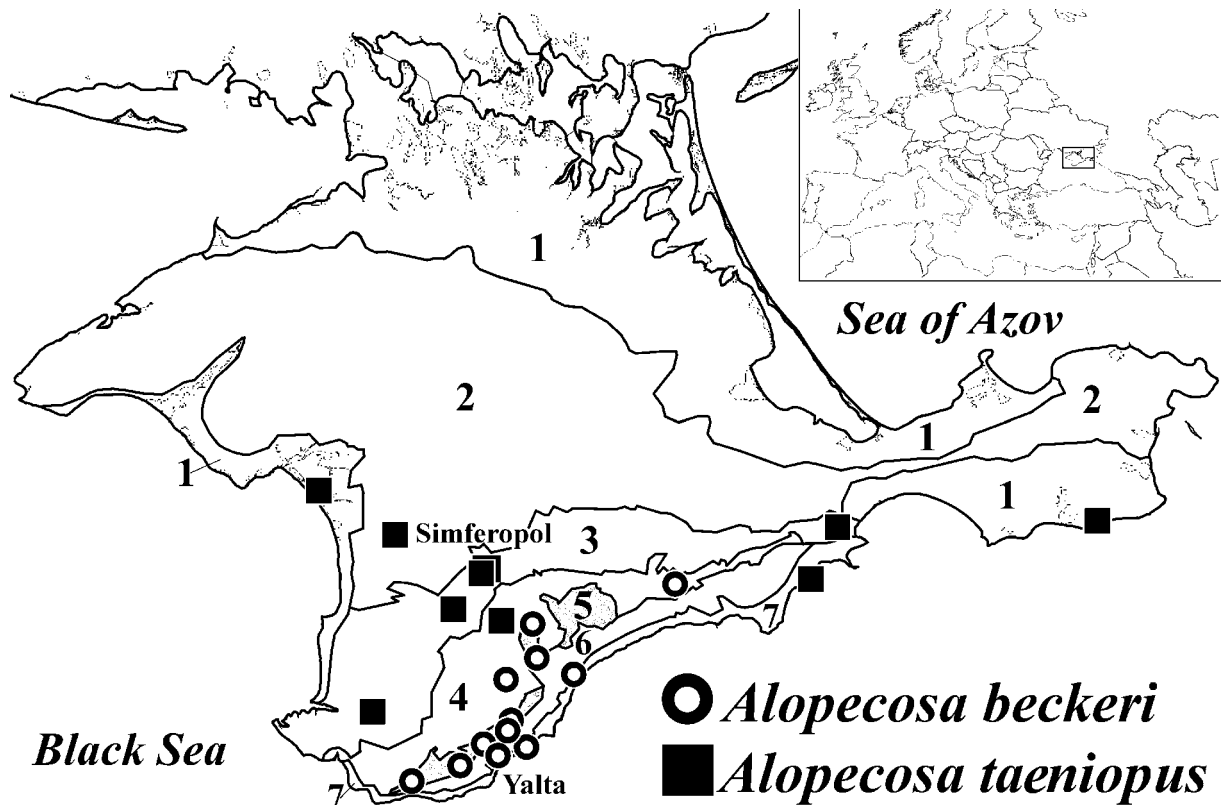 1
Sea of Azov
2
2
1
1
1
Simferopol
3
5
7
6
4
Alopecosa beckeri
Black Sea
Alopecosa taeniopus
7
Yalta